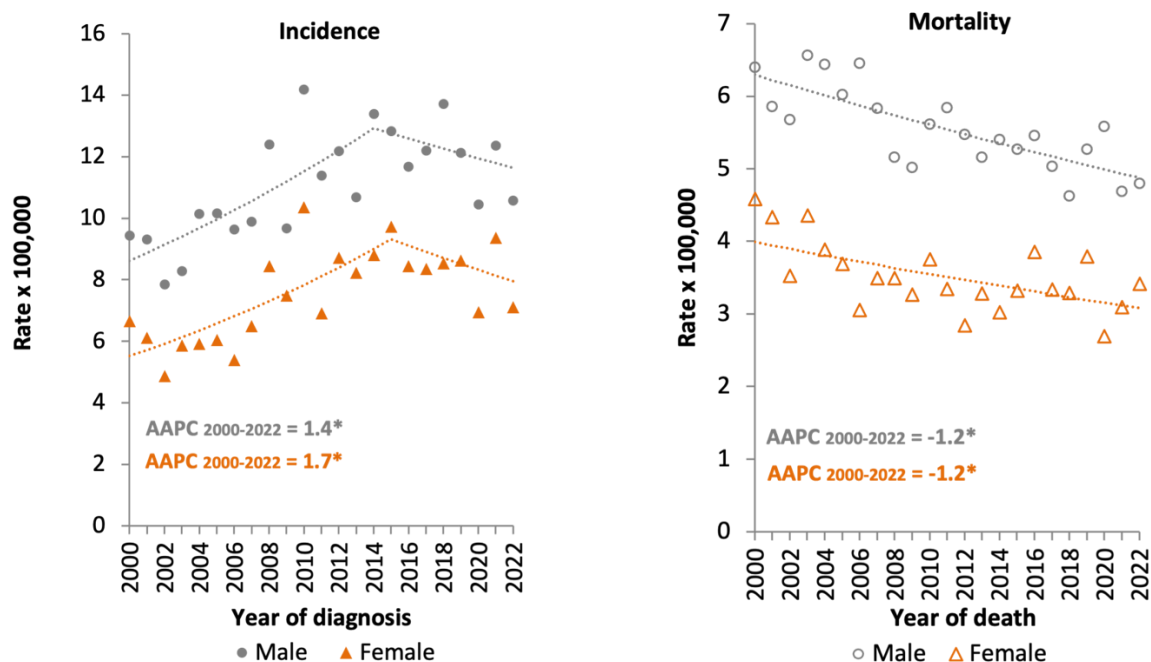 Incidence
Rate x 100,000
16
14
12
10
8
6
4
2
0
AAPC 2000-2022 = 1.4*
AAPC 2000-2022 = 1.7*
2000 2002 2004 2006 2008 2010 2012 2014 2016 2018 2020 2022
Year of diagnosis
Male Female
Mortality
Rate x 100,000
7
6
5
4
3
2
1
0
AAPC 2000-2022 = -1.2*
AAPC 2000-2022 = -1.2*
2000 2002 2004 2006 2008 2010 2012 2014 2016 2018 2020 2022
Year of death
Male Female